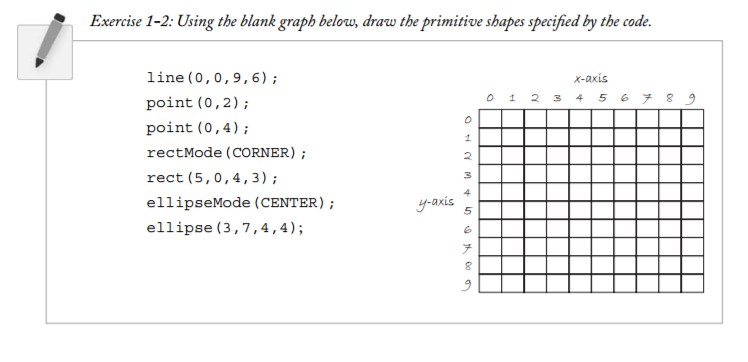 Exercise 1-2: Using the blank graph below, draw the primitive shapes specified by the code.
line(0,0,9,6);
point(0,2);
point(0,4);
rectMode(CORNER);
rect(5,0,4,3);
ellipseMode(CENTER);
ellipse(3,7,4,4);
x-axis
0 1 2 3 4 5 6 7 8 9
y-axis
0
1
2
3
4
5
6
7
8
9